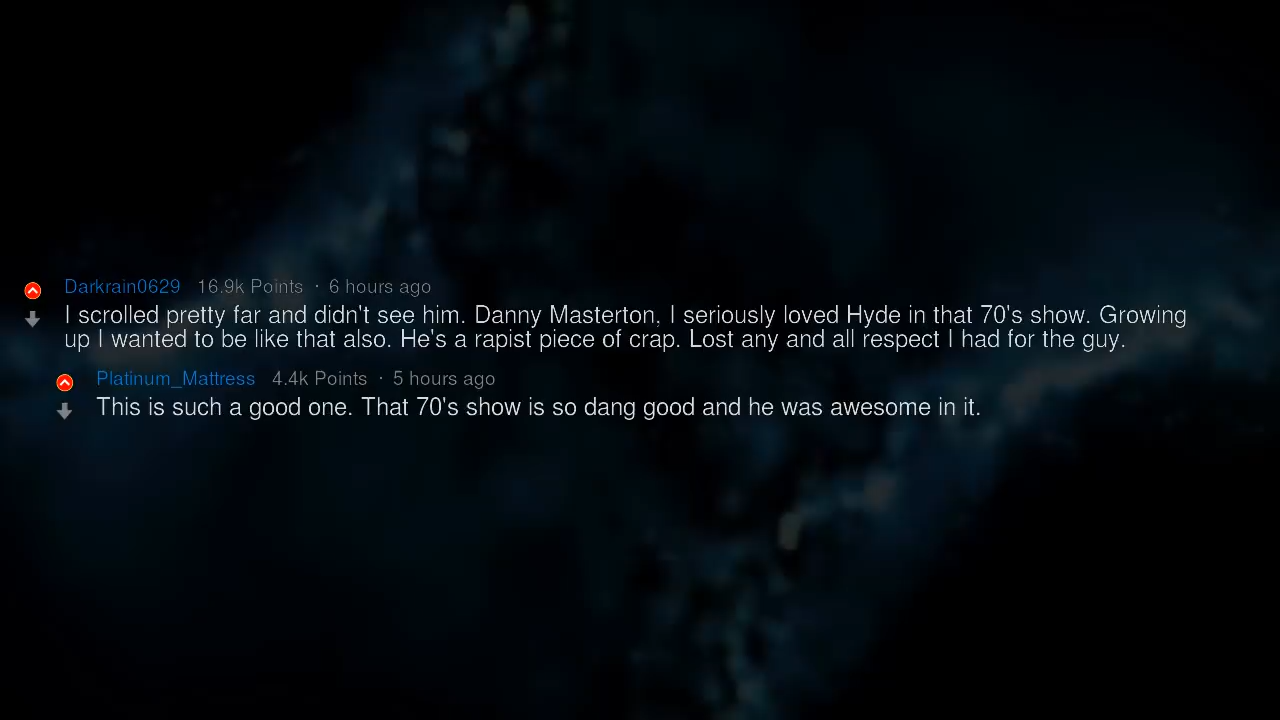 Darkrain0629 16.9k Points · 6 hours ago
I scrolled pretty far and didn't see him. Danny Masterton, I seriously loved Hyde in that 70's show. Growing
up I wanted to be like that also. He's a rapist piece of crap. Lost any and all respect I had for the guy.
Platinum_Mattress 4.4k Points · 5 hours ago
This is such a good one. That 70's show is so dang good and he was awesome in it.